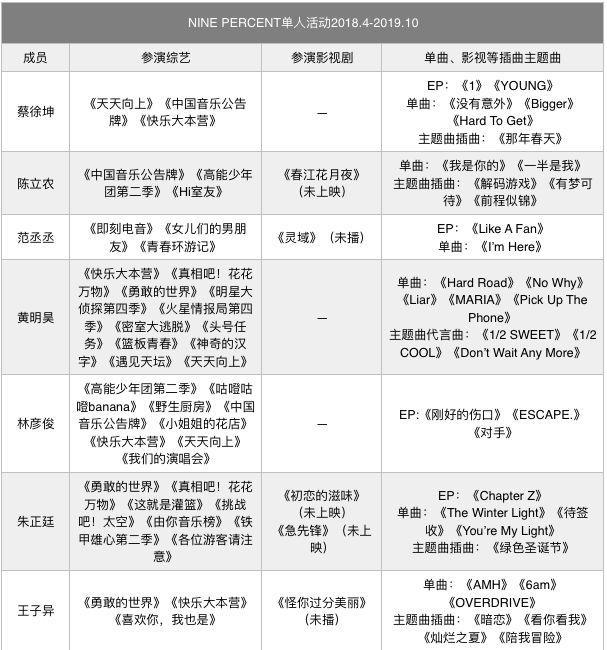 NINE PERCENT单人活动2018.4-2019.10
成员
参演综艺
参演影视剧
单曲、影视等插曲主题曲
蔡徐坤
《天天向上》《中国音乐公告
牌》《快乐大本营》
—
EP：《1》《YOUNG》
单曲：《没有意外》《Bigger》
《Hard To Get》
主题曲插曲：《那年春天》
陈立农
《中国音乐公告牌》《高能少年
团第二季》《Hi室友》
《春江花月夜》
（未上映）
单曲：《我是你的》《一半是我》
主题曲插曲：《解码游戏》《有梦可
待》《前程似锦》
范丞丞
《即刻电音》《女儿们的男朋
友》《青春环游记》
《灵域》（未播）
EP：《Like A Fan》
单曲：《I'm Here》
黄明昊
《快乐大本营》《真相吧！花花
万物》《勇敢的世界》《明星大
侦探第四季》《火星情报局第四
季》《密室大逃脱》《头号任
务》《篮板青春》《神奇的汉
字》《遇见天坛》《天天向上》
—
单曲：《Hard Road》《No Why》
《Liar》《MARIA》《Pick Up The
Phone》
主题曲代言曲：《1/2 SWEET》《1/2
COOL》《Don't Wait Any More》
林彦俊
《高能少年团第二季》《咕噔咕
噔banana》《野生厨房》《中国
音乐公告牌》《小姐姐的花店》
《快乐大本营》《天天向上》
《我们的演唱会》
—
EP:《刚好的伤口》《ESCAPE.》
《对手》
朱正廷
《勇敢的世界》《真相吧！花花
万物》《这就是灌篮》《挑战
吧！太空》《由你音乐榜》《铁
甲雄心第二季》《各位游客请注
意》
《初恋的滋味》
（未上映）
《急先锋》（未上
映）
EP：《Chapter Z》
单曲：《The Winter Light》《待签
收》《You're My Light》
主题曲插曲：《绿色圣诞节》
王子异
《勇敢的世界》《快乐大本营》
《喜欢你，我也是》
《怪你过分美丽》
（未播）
单曲：《AMH》《6am》
《OVERDRIVE》
主题曲插曲：《暗恋》《看你看我》
《灿烂之夏》《陪我冒险》